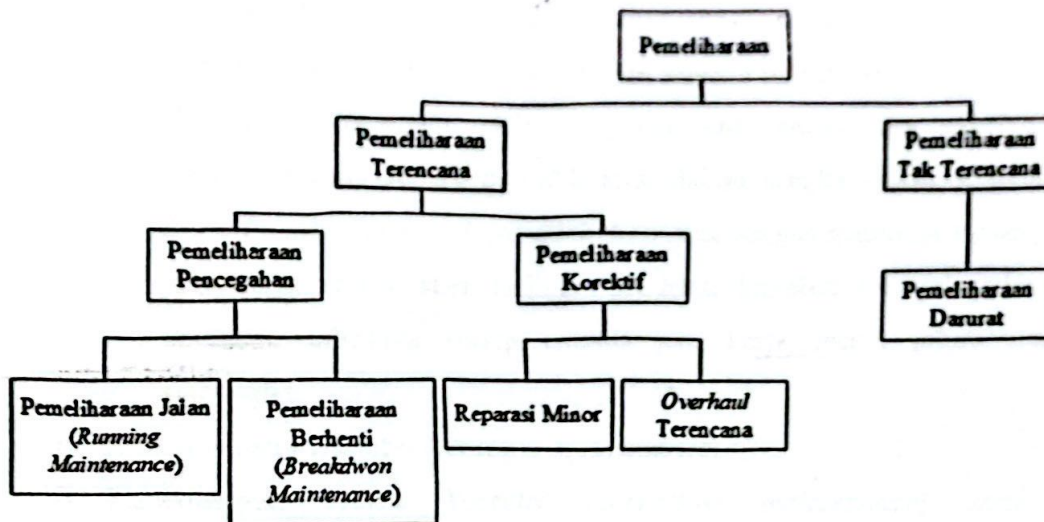 Pemeliharaan
Pemeliharaan
Terencana
Pemeliharaan
Tak Terencana
Pemeliharaan
Pencegahan
Pemeliharaan
Korektif
Pemeliharaan
Darurat
Pemeliharaan Jalan
(Running
Maintenance)
Pemeliharaan
Berhenti
(Breakdwon
Maintenance)
Reparasi Minor
Overhaul
Terencana